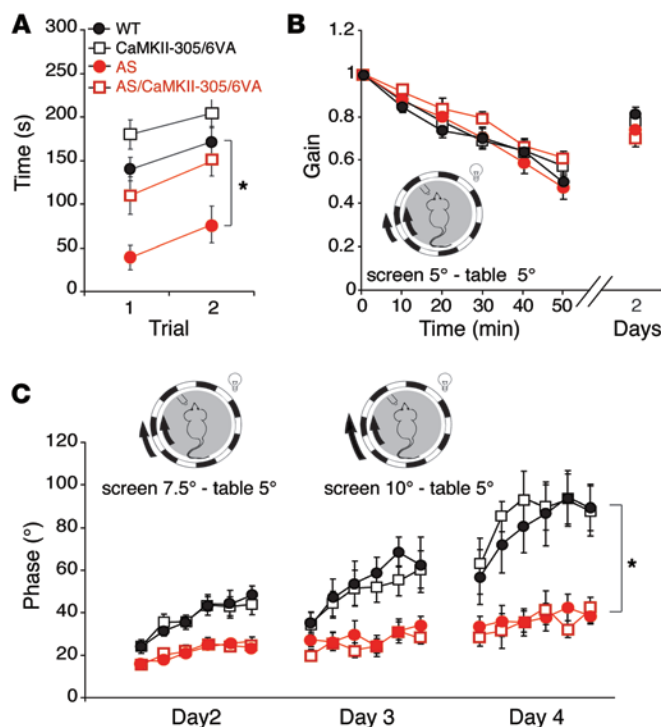 A
WT
CaMKII-305/6VA
AS
AS/CaMKII-305/6VA
300
250
200
150
100
50
0
Time (s)
*
1 2
Trial
B
1.2
1
0.8
0.6
0.4
0.2
0
Gain
screen 5° - table 5°
0 10 20 30 40 50 2
Time (min) Days
C
120
100
80
60
40
20
0
Phase (°)
screen 7.5° - table 5° screen 10° - table 5°
*
Day2 Day 3 Day 4